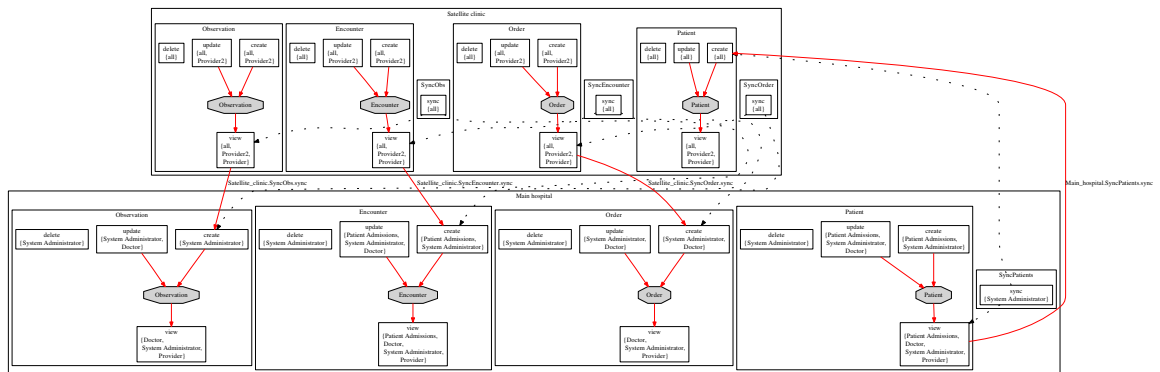 Satellite clinic
Observation
delete
{all}
update
{all,
Provider2}
create
{all,
Provider2}
Observation
view
{all,
Provider2,
Provider}
Encounter
delete
{all}
update
{all,
Provider2}
create
{all,
Provider2}
Encounter
view
{all,
Provider2,
Provider}
SyncObs
sync
{all}
Order
delete
{all}
update
{all,
Provider2}
create
{all,
Provider2}
Order
view
{all,
Provider2,
Provider}
SyncEncounter
sync
{all}
Patient
delete
{all}
update
{all}
create
{all}
Patient
view
{all,
Provider2,
Provider}
SyncOrder
sync
{all}
Satellite_clinic.SyncObs.sync
Satellite_clinic.SyncEncounter.sync
Satellite_clinic.SyncOrder.sync
Main_hospital.SyncPatients.sync
Main hospital
Observation
delete
{System Administrator}
update
{System Administrator,
Doctor}
create
{System Administrator}
Observation
view
{Doctor,
System Administrator,
Provider}
Encounter
delete
{System Administrator}
update
{Patient Admissions,
System Administrator,
Doctor}
create
{Patient Admissions,
System Administrator}
Encounter
view
{Patient Admissions,
Doctor,
System Administrator,
Provider}
Order
delete
{System Administrator}
update
{System Administrator,
Doctor}
create
{System Administrator,
Doctor}
Order
view
{Doctor,
System Administrator,
Provider}
Patient
delete
{System Administrator}
update
{Patient Admissions,
System Administrator,
Doctor}
create
{Patient Admissions,
System Administrator}
Patient
view
{Patient Admissions,
Doctor,
System Administrator,
Provider}
SyncPatients
sync
{System Administrator}